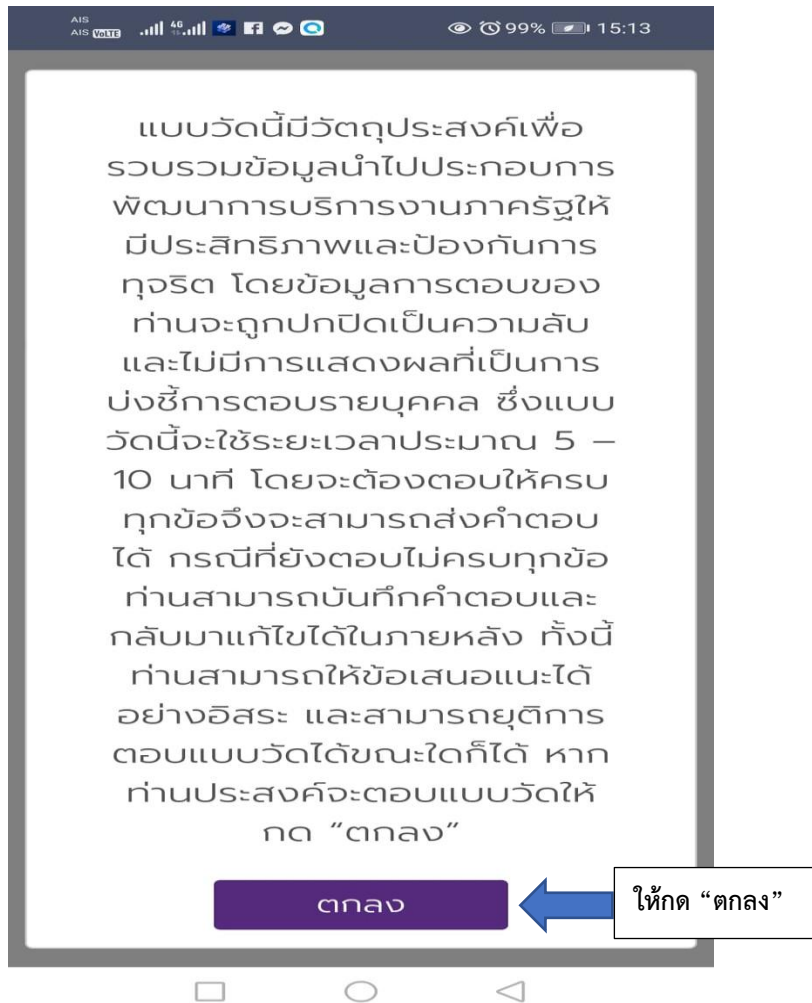 AIS
AIS VoLTE 4G 99% 15:13
แบบวัดนี้มีวัตถุประสงค์เพื่อ
รวบรวมข้อมูลนำไปประกอบการ
พัฒนาการบริการงานภาครัฐให้
มีประสิทธิภาพและป้องกันการ
ทุจริต โดยข้อมูลการตอบของ
ท่านจะถูกปกปิดเป็นความลับ
และไม่มีการแสดงผลที่เป็นการ
บ่งชี้การตอบรายบุคคล ซึ่งแบบ
วัดนี้จะใช้ระยะเวลาประมาณ 5 –
10 นาที โดยจะต้องตอบให้ครบ
ทุกข้อจึงจะสามารถส่งคำตอบ
ได้ กรณีที่ยังตอบไม่ครบทุกข้อ
ท่านสามารถบันทึกคำตอบและ
กลับมาแก้ไขได้ในภายหลัง ทั้งนี้
ท่านสามารถให้ข้อเสนอแนะได้
อย่างอิสระ และสามารถยุติการ
ตอบแบบวัดได้ขณะใดก็ได้ หาก
ท่านประสงค์จะตอบแบบวัดให้
กด “ตกลง”
ตกลง
ให้กด “ตกลง”